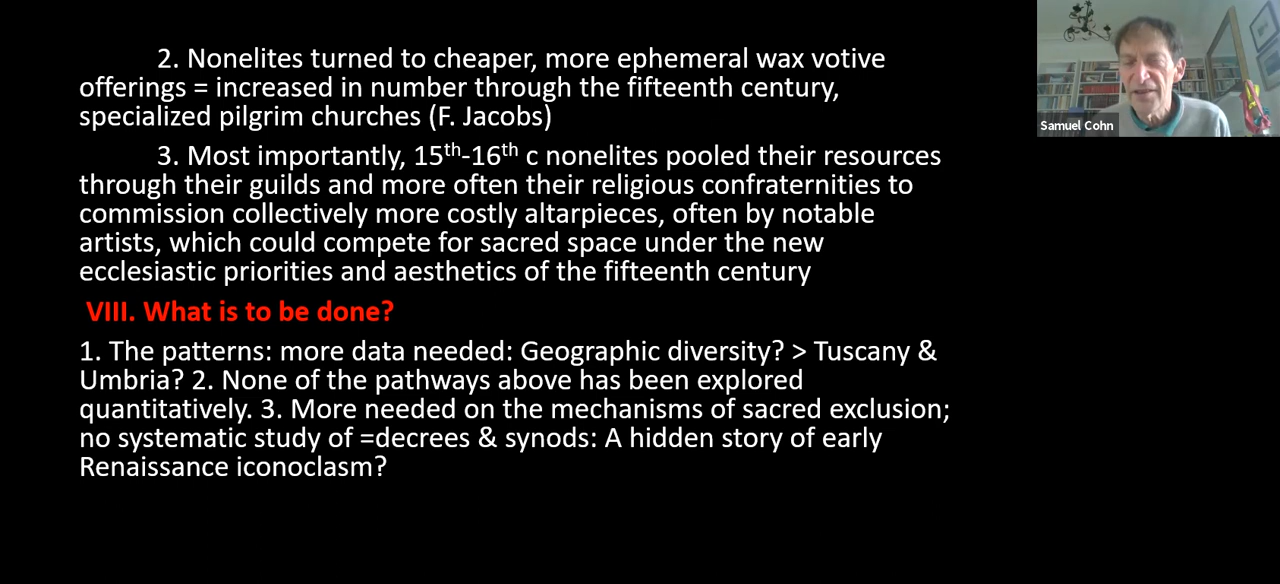 2. Nonelites turned to cheaper, more ephemeral wax votive
offerings = increased in number through the fifteenth century,
specialized pilgrim churches (F. Jacobs)
3. Most importantly, 15th-16th c nonelites pooled their resources
through their guilds and more often their religious confraternities to
commission collectively more costly altarpieces, often by notable
artists, which could compete for sacred space under the new
ecclesiastic priorities and aesthetics of the fifteenth century
VIII. What is to be done?
1. The patterns: more data needed: Geographic diversity? > Tuscany &
Umbria? 2. None of the pathways above has been explored
quantitatively. 3. More needed on the mechanisms of sacred exclusion;
no systematic study of =decrees & synods: A hidden story of early
Renaissance iconoclasm?
Samuel Cohn